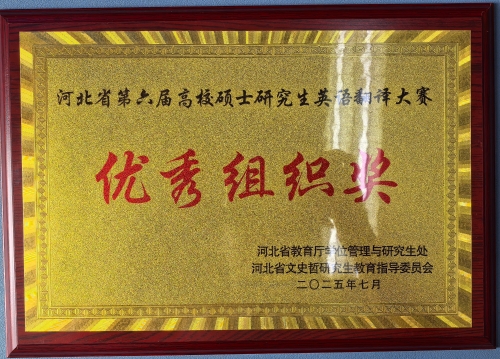 河北省第六届高校硕士研究生英语翻译大赛
优秀组织奖
河北省教育厅学位管理与研究生处
河北省文史哲研究生教育指导委员会
二〇二五年七月